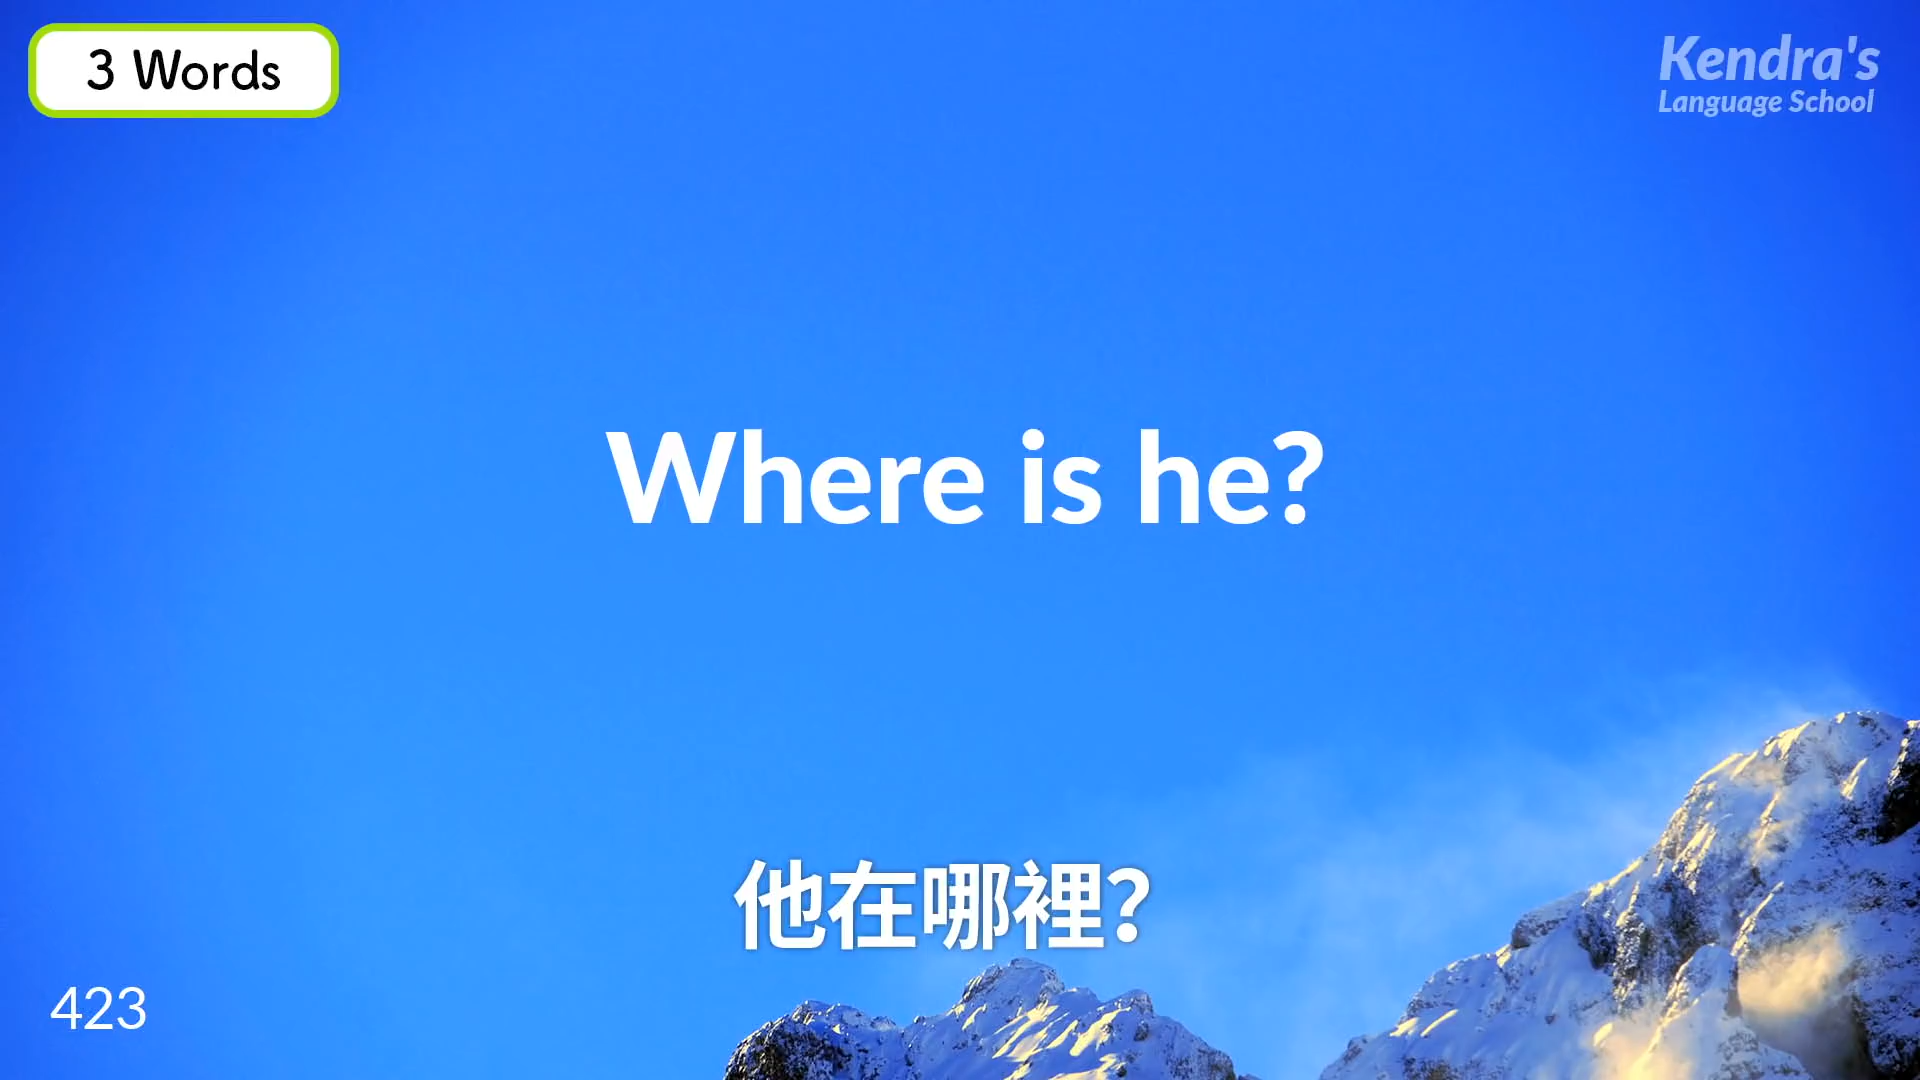 3 Words
Kendra's
Language School
Where is he?
他在哪裡?
423